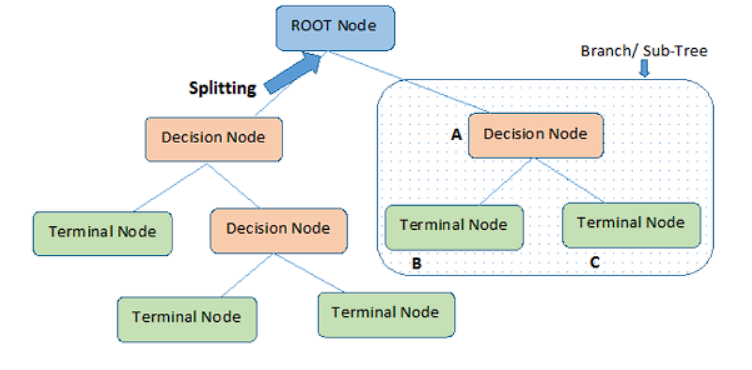 ROOT Node
Branch/ Sub-Tree
Splitting
Decision Node
A
Decision Node
Terminal Node
Decision Node
Terminal Node
Terminal Node
B
C
Terminal Node
Terminal Node